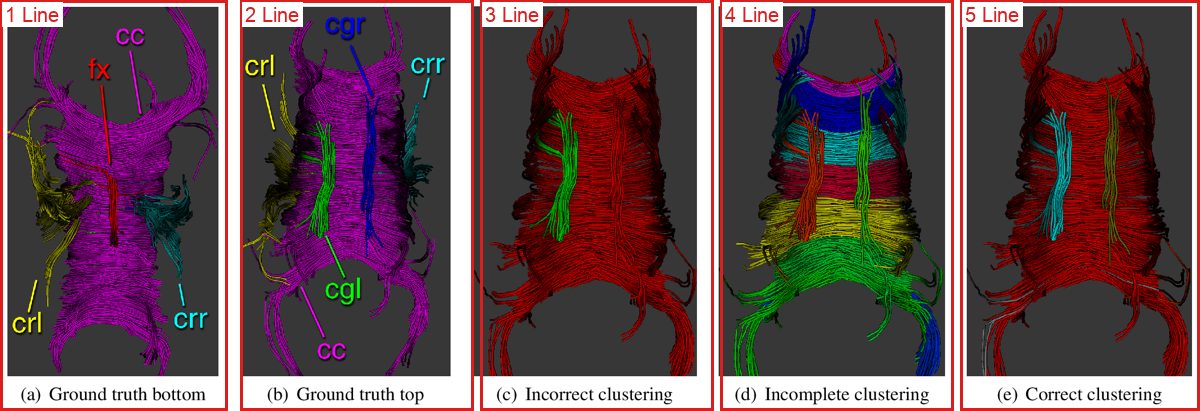 1 Line
cc
fx
crl
crr
(a) Ground truth bottom
2 Line
cgr
crl
crr
cgl
cc
(b) Ground truth top
3 Line
(c) Incorrect clustering
4 Line
(d) Incomplete clustering
5 Line
(e) Correct clustering